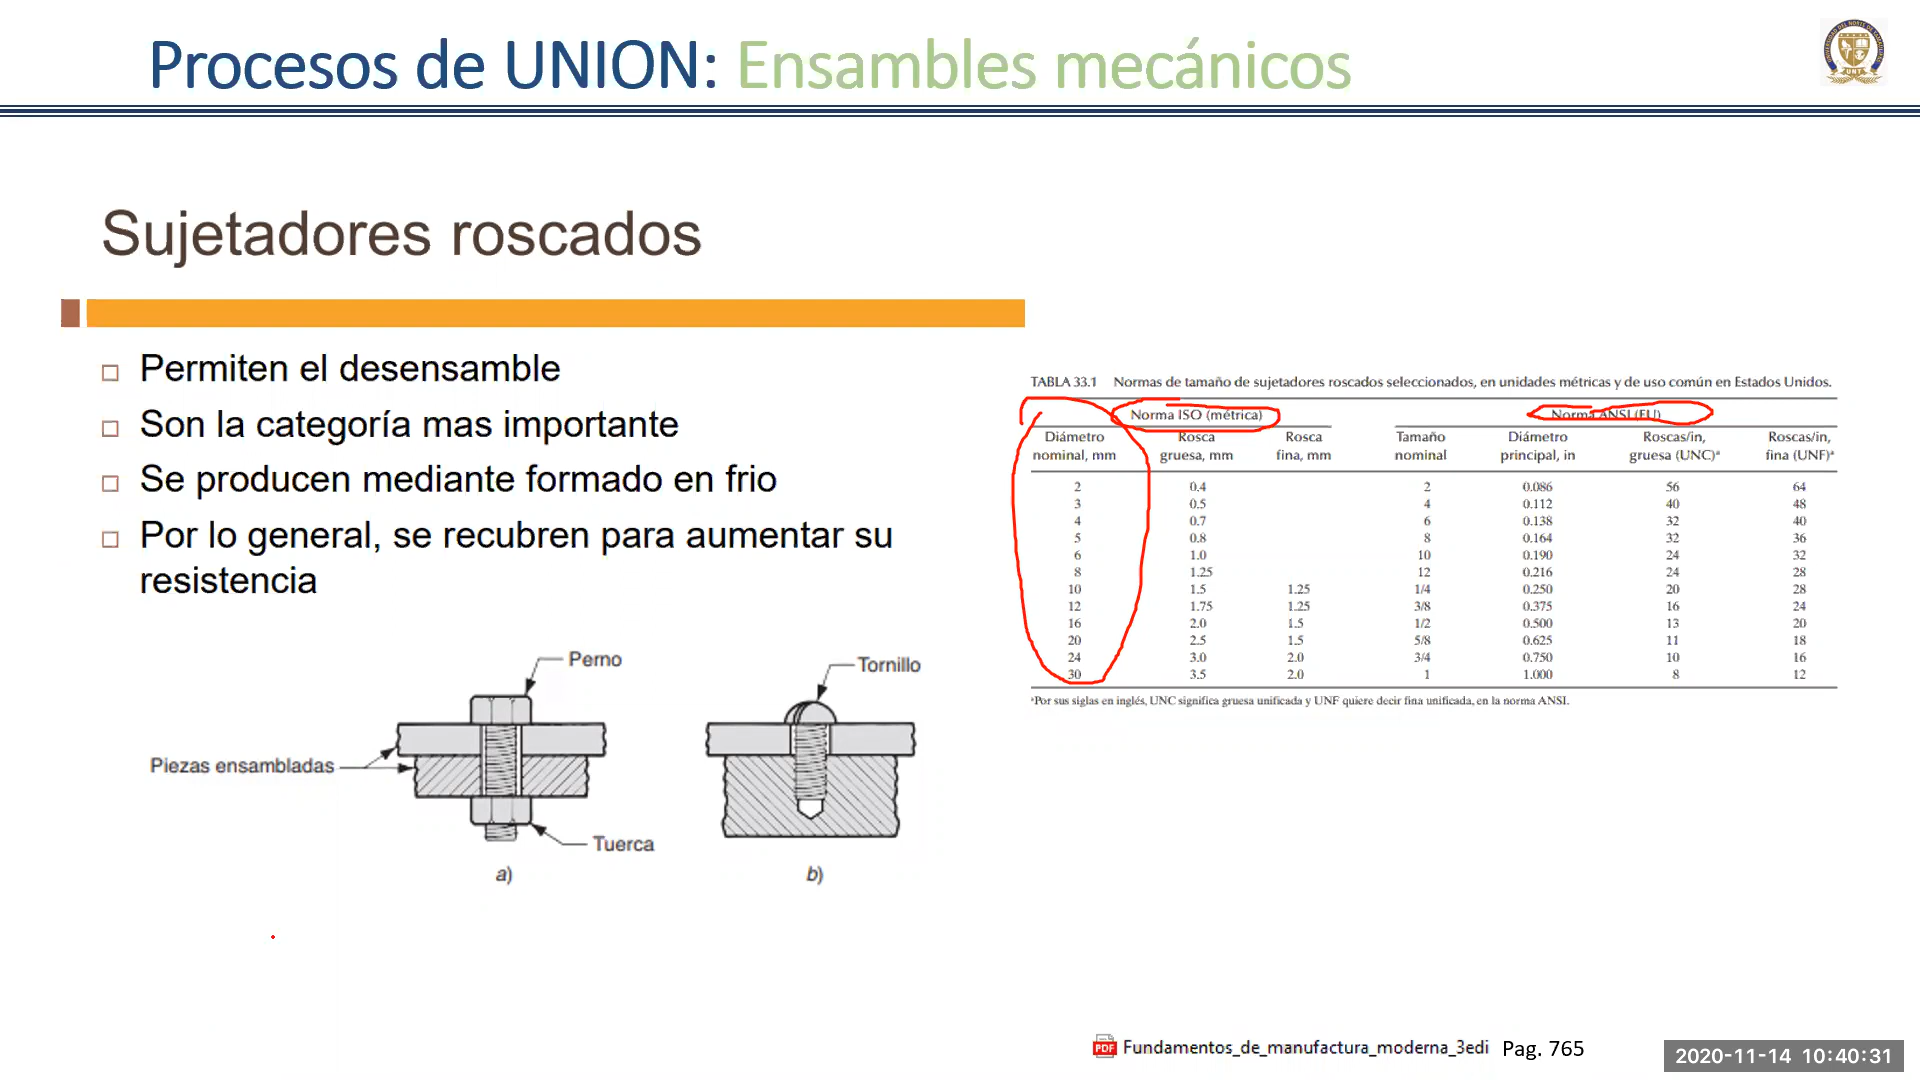 Procesos de UNION: Ensambles mecánicos
Sujetadores roscados
Permiten el desensamble
Son la categoría mas importante
Se producen mediante formado en frio
Por lo general, se recubren para aumentar su
resistencia
Perno
Piezas ensambladas
Tuerca
a)
Tornillo
b)
TABLA 33.1 Normas de tamaño de sujetadores roscados seleccionados, en unidades métricas y de uso común en Estados Unidos.
Norma ISO (métrica) Norma ANSI (EU)
Diámetro Rosca Rosca Tamaño Diámetro Roscas/in, Roscas/in,
nominal, mm gruesa, mm fina, mm nominal principal, in gruesa (UNC)ª fina (UNF)ª
2 0.4 2 0.086 56 64
3 0.5 4 0.112 40 48
4 0.7 6 0.138 32 40
5 0.8 8 0.164 32 36
6 1.0 10 0.190 24 32
8 1.25 12 0.216 24 28
10 1.5 1.25 1/4 0.250 20 28
12 1.75 1.25 3/8 0.375 16 24
16 2.0 1.5 1/2 0.500 13 20
20 2.5 1.5 5/8 0.625 11 18
24 3.0 2.0 3/4 0.750 10 16
30 3.5 2.0 1 1.000 8 12
ªPor sus siglas en inglés, UNC significa gruesa unificada y UNF quiere decir fina unificada, en la norma ANSI.
PDF Fundamentos_de_manufactura_moderna_3edi Pag. 765
2020-11-14 10:40:31